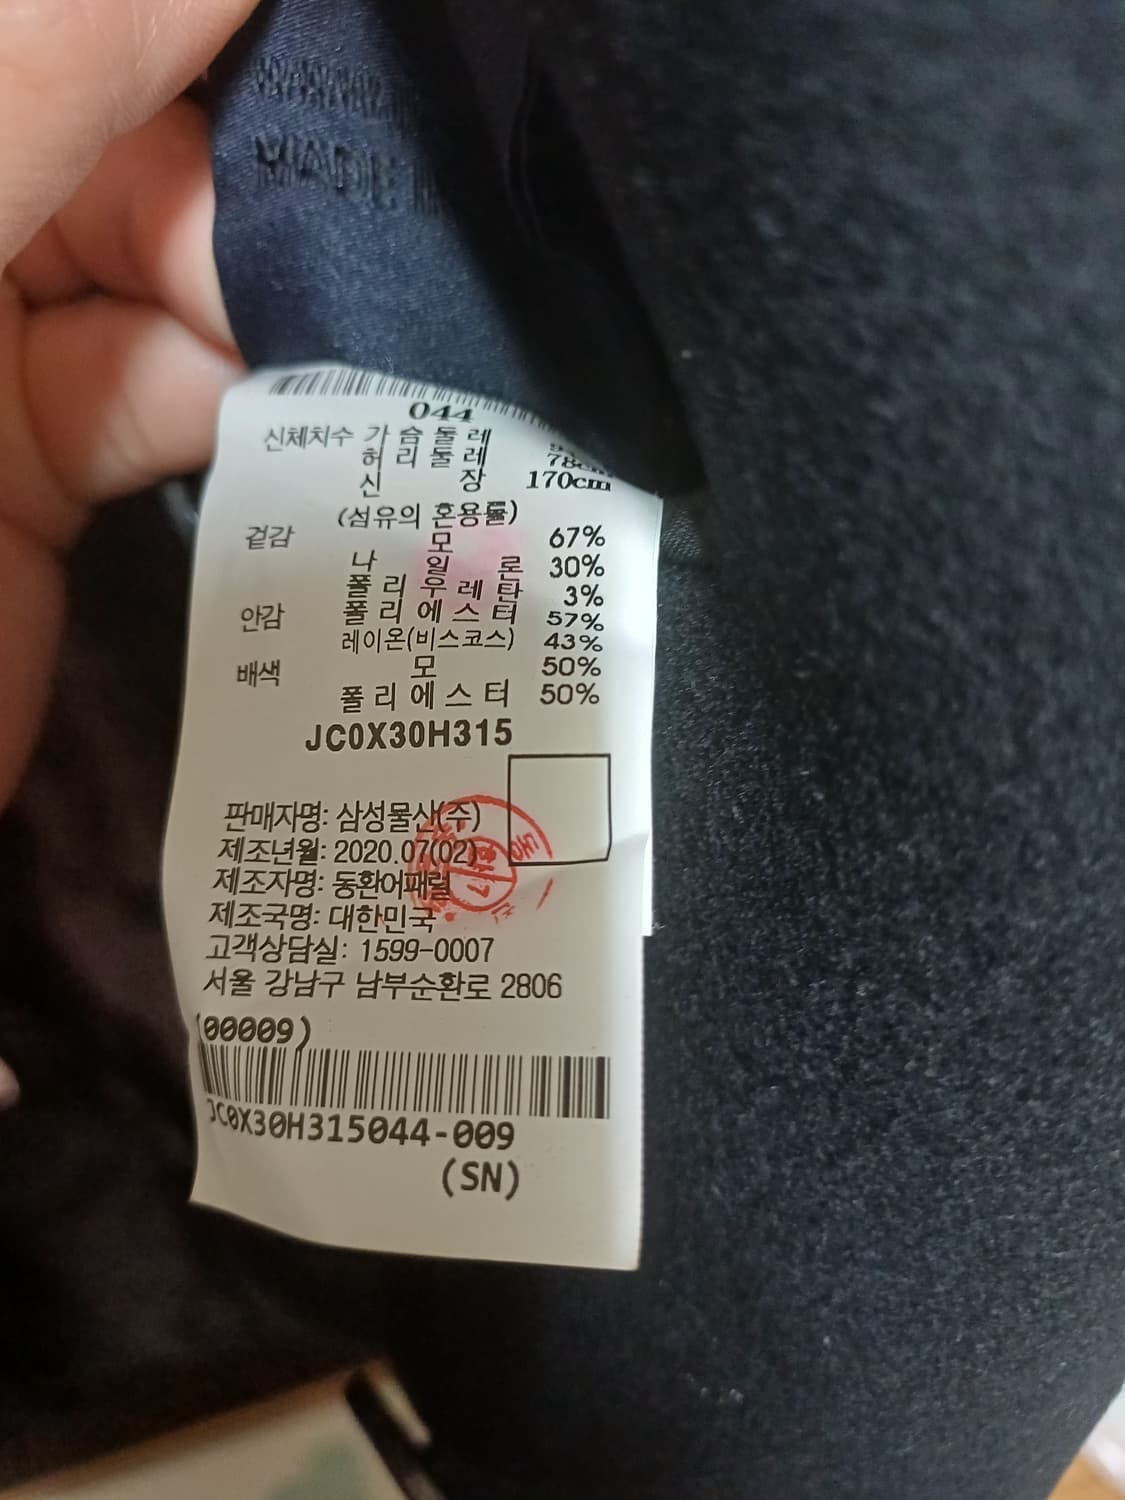 MADE
044
신체치수 가슴둘레
허리둘레 78cm
신장 170cm
(섬유의 혼용률)
겉감 모 67%
나일론 30%
폴리우레탄 3%
안감 폴리에스터 57%
레이온(비스코스) 43%
배색 모 50%
폴리에스터 50%
JC0X30H315
판매자명: 삼성물산(주)
제조년월: 2020.07(02)
제조자명: 동환어패럴
제조국명: 대한민국
고객상담실: 1599-0007
서울 강남구 남부순환로 2806
(00009)
JC0X30H315044-009
(SN)